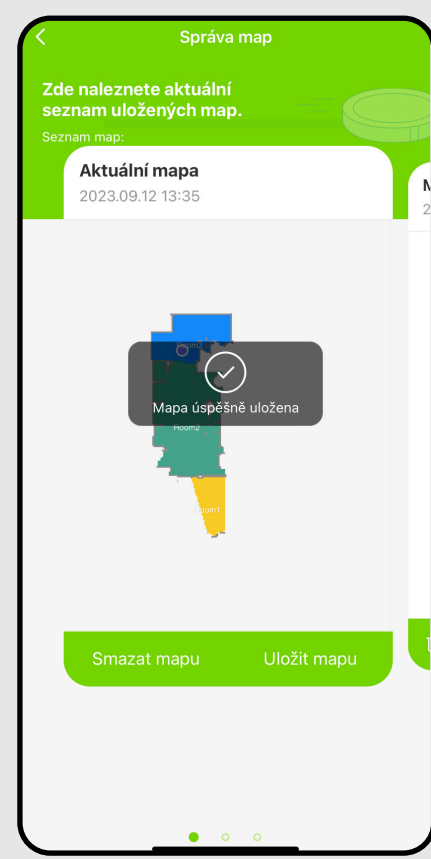 Správa map
Zde naleznete aktuální
seznam uložených map.
Seznam map:
Aktuální mapa
2023.09.12 13:35
Room3
Mapa úspěšně uložena
Room2
Room1
Smazat mapu
Uložit mapu